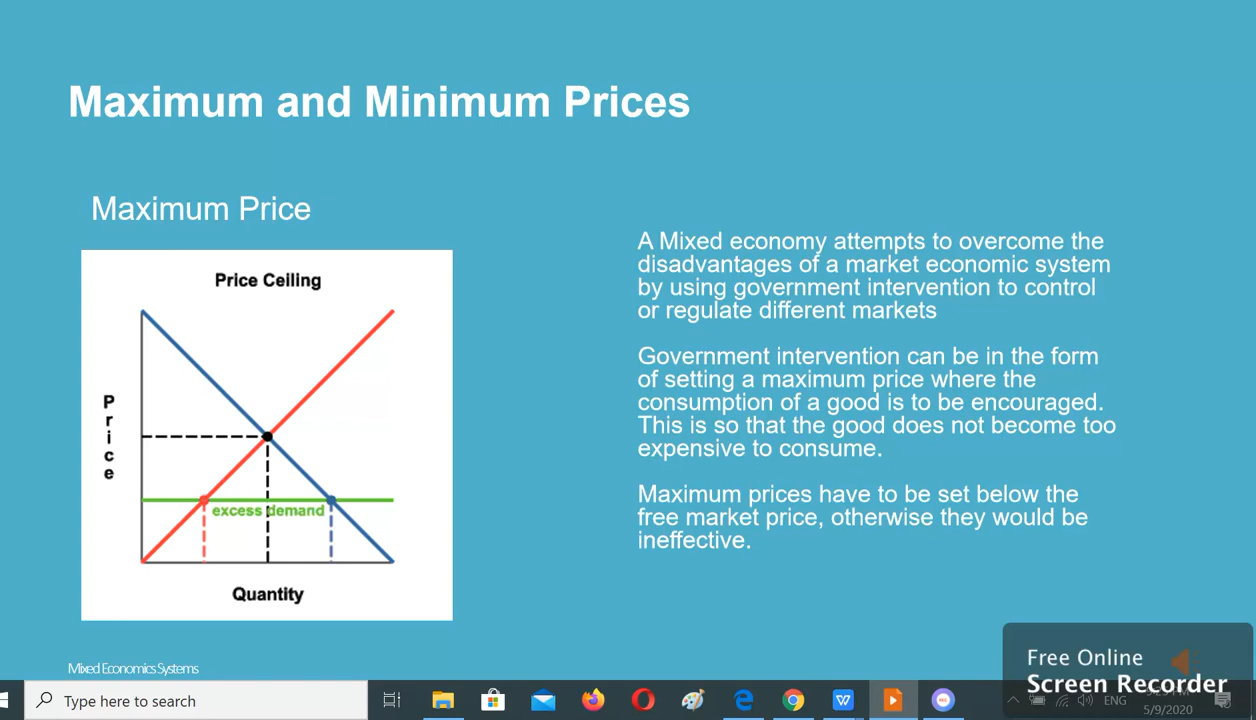 Maximum and Minimum Prices
Maximum Price
Price Ceiling
Price
excess demand
Quantity
A Mixed economy attempts to overcome the
disadvantages of a market economic system
by using government intervention to control
or regulate different markets
Government intervention can be in the form
of setting a maximum price where the
consumption of a good is to be encouraged.
This is so that the good does not become too
expensive to consume.
Maximum prices have to be set below the
free market price, otherwise they would be
ineffective.
Mixed Economics Systems
Free Online
Screen Recorder
Type here to search
ENG
5/9/2020